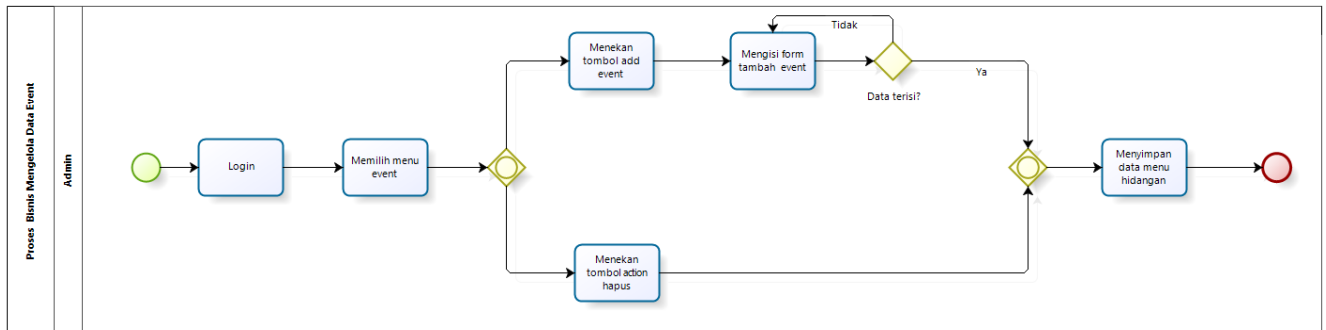 Proses Bisnis Mengelola Data Event
Admin
Login
Memilih menu
event
Menekan
tombol add
event
Mengisi form
tambah event
Tidak
Data terisi?
Ya
Menekan
tombol action
hapus
Menyimpan
data menu
hidangan